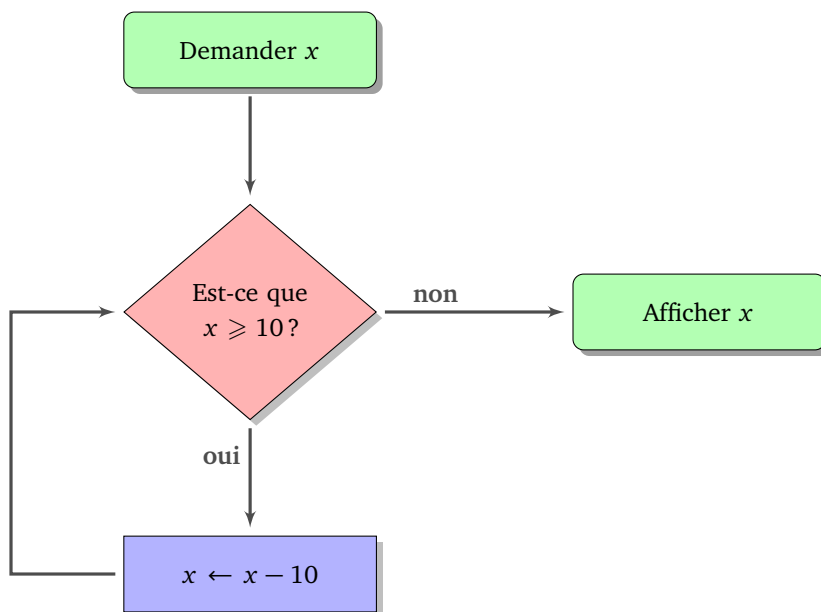 Demander x
Est-ce que
x ⩾ 10 ?
non
Afficher x
oui
x ← x − 10